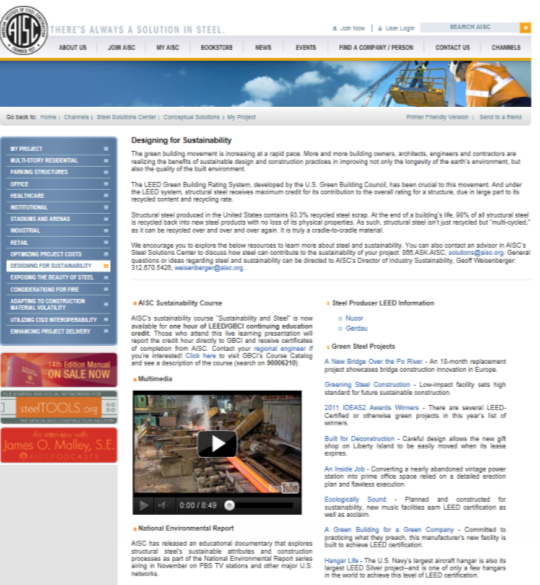 AISC
THERE'S ALWAYS A SOLUTION IN STEEL.
Join Now | User Login
SEARCH AISC
ABOUT US
JOIN AISC
MY AISC
BOOKSTORE
NEWS
EVENTS
FIND A COMPANY / PERSON
CONTACT US
CHANNELS
Go back to: Home | Channels | Steel Solutions Center | Conceptual Solutions | My Project
Printer Friendly Version | Send to a friend
MY PROJECT
MULTI-STORY RESIDENTIAL
PARKING STRUCTURES
OFFICE
HEALTHCARE
INSTITUTIONAL
STADIUMS AND ARENAS
INDUSTRIAL
RETAIL
OPTIMIZING PROJECT COSTS
DESIGNING FOR SUSTAINABILITY
EXPOSING THE BEAUTY OF STEEL
CONSIDERATIONS FOR FIRE
ADAPTING TO CONSTRUCTION
MATERIAL VOLATILITY
UTILIZING CIS/2 INTEROPERABILITY
ENHANCING PROJECT DELIVERY
14th Edition Manual
ON SALE NOW
steelTOOLS.org
An interview with
James O. Malley, S.E.
Designing for Sustainability
The green building movement is increasing at a rapid pace. More and more building owners, architects, engineers and contractors are
realizing the benefits of sustainable design and construction practices in improving not only the longevity of the earth's environment, but
also the quality of the built environment.
The LEED Green Building Rating System, developed by the U.S. Green Building Council, has been crucial to this movement. And under
the LEED system, structural steel receives maximum credit for its contribution to the overall rating for a structure, due in large part to its
recycled content and recycling rate.
Structural steel produced in the United States contains 93.3% recycled steel scrap. At the end of a building's life, 98% of all structural steel
is recycled back into new steel products with no loss of its physical properties. As such, structural steel isn't just recycled but "multi-cycled,"
as it can be recycled over and over and over again. It is truly a cradle-to-cradle material.
We encourage you to explore the below resources to learn more about steel and sustainability. You can also contact an advisor in AISC's
Steel Solutions Center to discuss how steel can contribute to the sustainability of your project: 866.ASK.AISC, solutions@aisc.org. General
questions or ideas regarding steel and sustainability can be directed to AISC's Director of Industry Sustainability, Geoff Weisenberger:
312.670.5426, weisenberger@aisc.org.
AISC Sustainability Course
AISC's sustainability course "Sustainability and Steel" is now
available for one hour of LEED/GBCI continuing education
credit. Those who attend this live learning presentation will
report the credit hour directly to GBCI and receive certificates
of completion from AISC. Contact your regional engineer if
you're interested! Click here to visit GBCI's Course Catalog
and see a description of the course (search on 90006210).
Multimedia
You Tube
0:00 / 8:49
National Environmental Report
AISC has released an educational documentary that explores
structural steel's sustainable attributes and construction
processes as part of the National Environmental Report series
airing in November on PBS TV stations and other major U.S.
networks.
Steel Producer LEED Information
Nucor
Gerdau
Green Steel Projects
A New Bridge Over the Po River - An 18-month replacement
project showcases bridge construction innovation in Europe.
Greening Steel Construction - Low-impact facility sets high
standard for future sustainable construction.
2011 IDEAS2 Awards Winners - There are several LEED-
Certified or otherwise green projects in this year's list of
winners.
Built for Deconstruction - Careful design allows the new gift
shop on Liberty Island to be easily moved when its lease
expires.
An Inside Job - Converting a nearly abandoned vintage power
station into prime office space relied on a detailed erection
plan and flawless execution.
Ecologically Sound - Planned and constructed for
sustainability, new music facilities earn LEED certification as
well as acclaim.
A Green Building for a Green Company - Committed to
practicing what they preach, this manufacturer's new facility is
built to achieve LEED certification.
Hangar Life - The U.S. Navy's largest aircraft hangar is also its
largest LEED Silver project–and is one of only a few hangars
in the world to achieve this level of LEED certification.